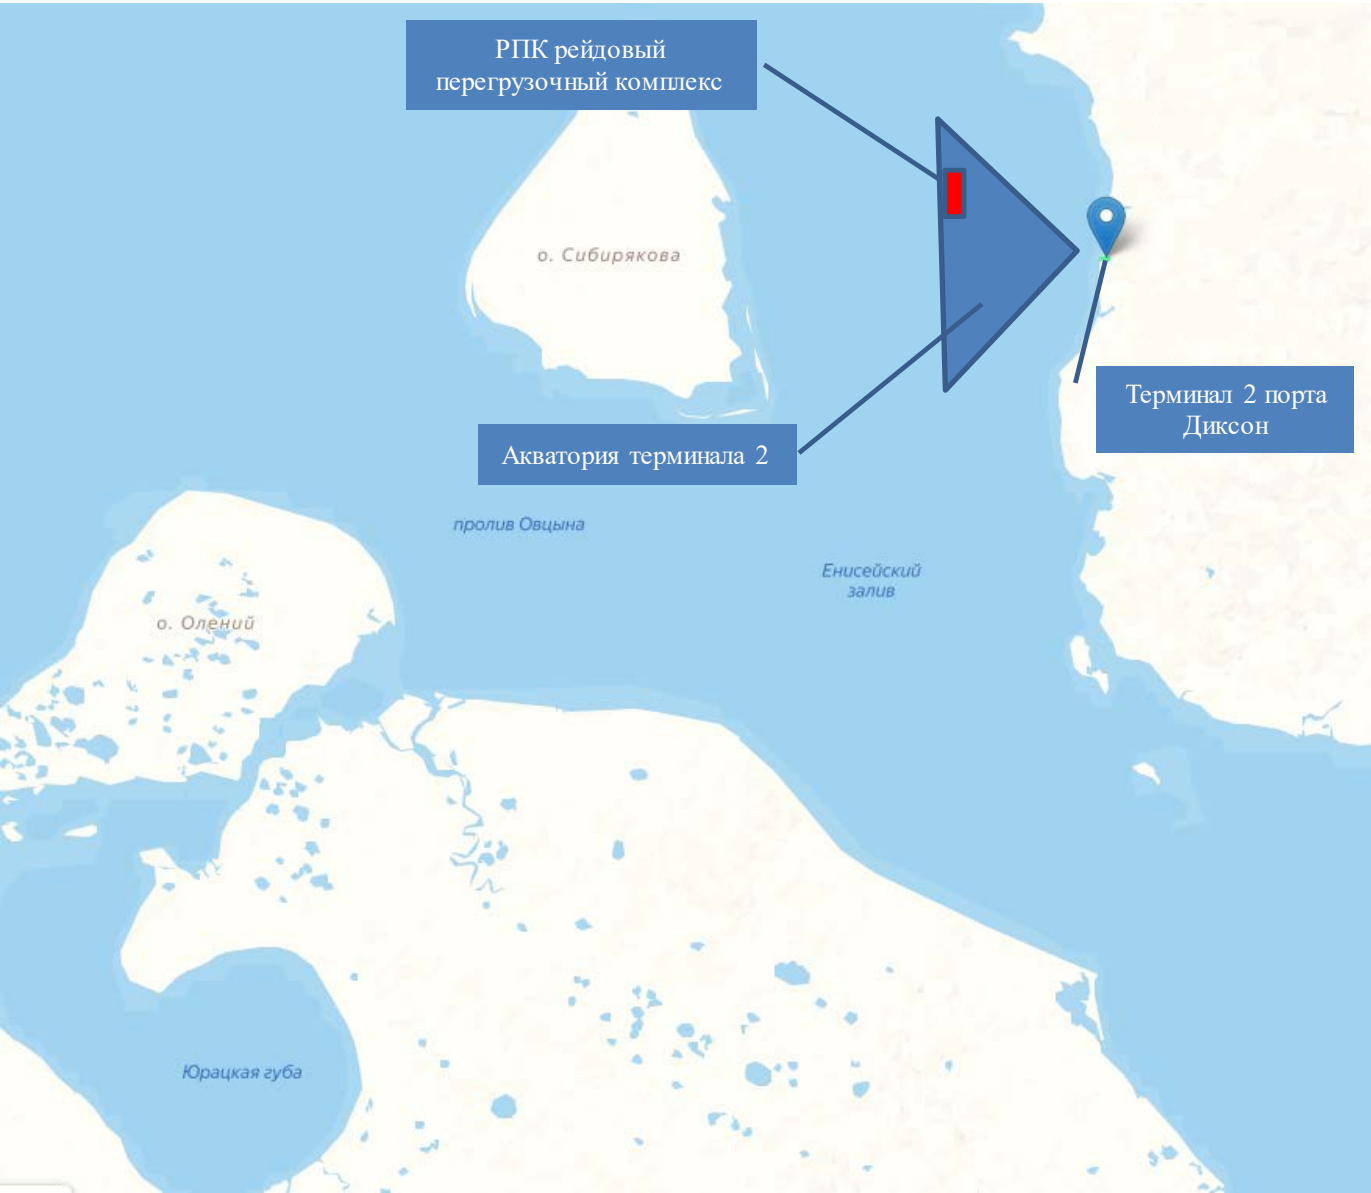 РПК рейдовый
перегрузочный комплекс
о. Сибирякова
Терминал 2 порта
Диксон
Акватория терминала 2
пролив Овцына
Енисейский
залив
о. Олений
Юрацкая губа